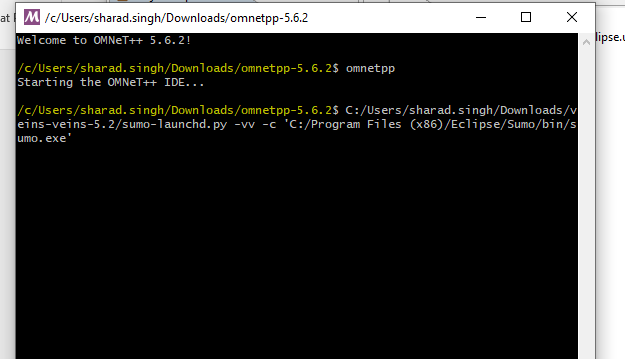 at
/c/Users/sharad.singh/Downloads/omnetpp-5.6.2
Welcome to OMNeT++ 5.6.2!
lipse.u
/c/Users/sharad.singh/Downloads/omnetpp-5.6.2$ omnetpp
Starting the OMNeT++ IDE...
/c/Users/sharad.singh/Downloads/omnetpp-5.6.2$ C:/Users/sharad.singh/Downloads/v
eins-veins-5.2/sumo-launchd.py -vv -c 'C:/Program Files (x86)/Eclipse/Sumo/bin/s
umo.exe'